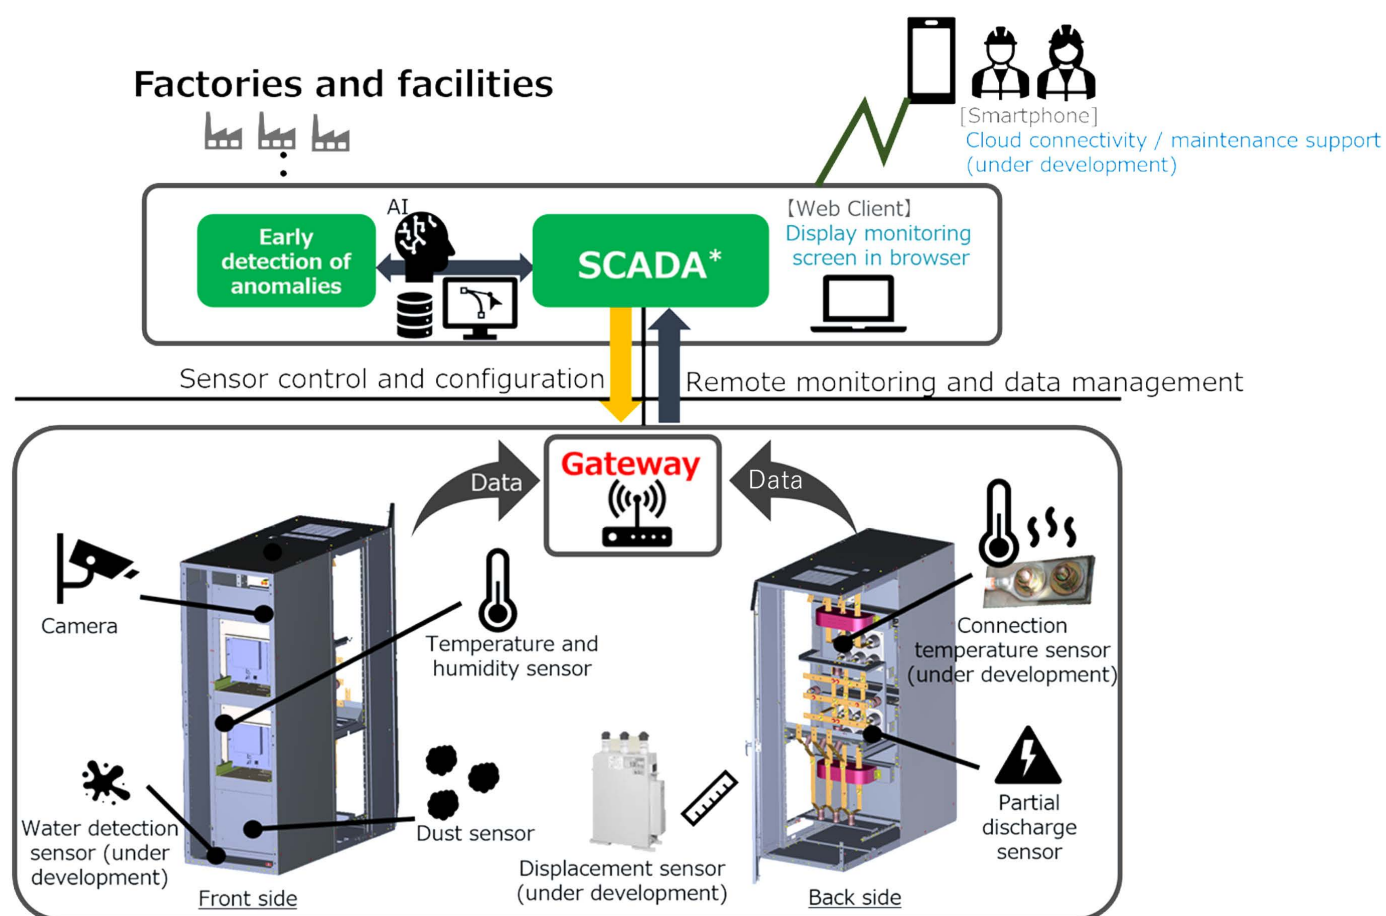 Factories and facilities
[Smartphone]
Cloud connectivity / maintenance support
(under development)
AI
Early
detection of
anomalies
SCADA*
【Web Client】
Display monitoring
screen in browser
Sensor control and configuration
Remote monitoring and data management
Gateway
Data
Data
Camera
Temperature and
humidity sensor
Connection
temperature sensor
(under development)
Water detection
sensor (under
development)
Dust sensor
Displacement sensor
(under development)
Partial
discharge
sensor
Front side
Back side